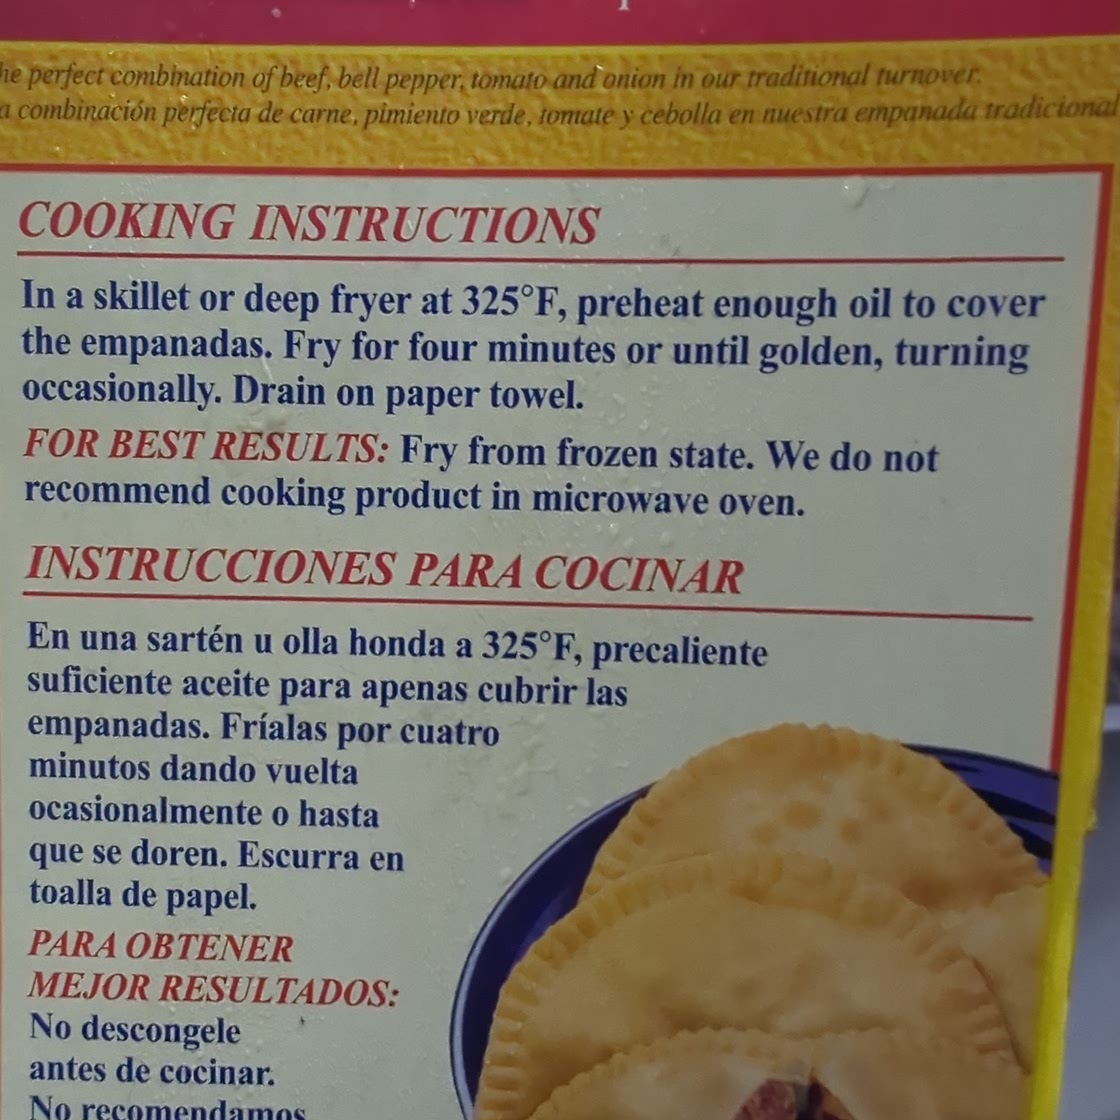 perfect combination of beef, bell pepper, tomato and onion in our traditional turnover.
combinación perfecta de carne, pimiento verde, tomate y cebolla en nuestra empanada
COOKING INSTRUCTIONS
In a skillet or deep fryer at 325°F, preheat enough oil to cover
the empanadas. Fry for four minutes or until golden, turning
occasionally. Drain on paper towel.
FOR BEST RESULTS: Fry from frozen state. We do not
recommend cooking product in microwave oven.
INSTRUCCIONES PARA COCINAR
En una sartén u olla honda a 325°F, precaliente
suficiente aceite para apenas cubrir las
empanadas. Fríalas por cuatro
minutos dando vuelta
ocasionalmente o hasta
que se doren. Escurra en
toalla de papel.
PARA OBTENER
MEJOR RESULTADOS:
No descongele
antes de cocinar.
No recomendamos